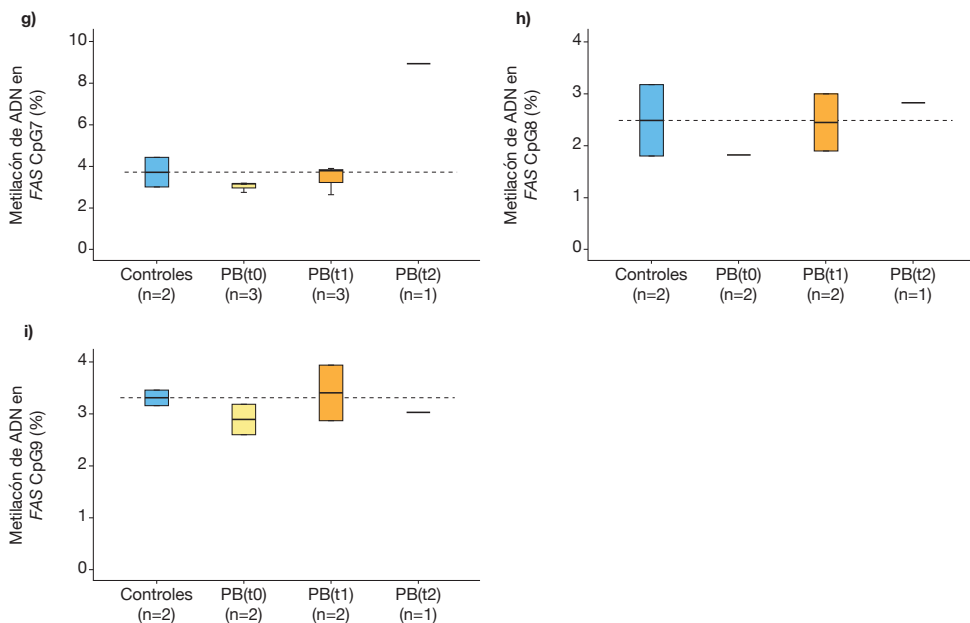 g)
Metilacón de ADN en
FAS CpG7 (%)
10
8
6
4
2
0
Controles
(n=2)
PB(t0)
(n=3)
PB(t1)
(n=3)
PB(t2)
(n=1)
h)
Metilacón de ADN en
FAS CpG8 (%)
4
3
2
1
0
Controles
(n=2)
PB(t0)
(n=2)
PB(t1)
(n=2)
PB(t2)
(n=1)
i)
Metilacón de ADN en
FAS CpG9 (%)
4
3
2
1
0
Controles
(n=2)
PB(t0)
(n=2)
PB(t1)
(n=2)
PB(t2)
(n=1)